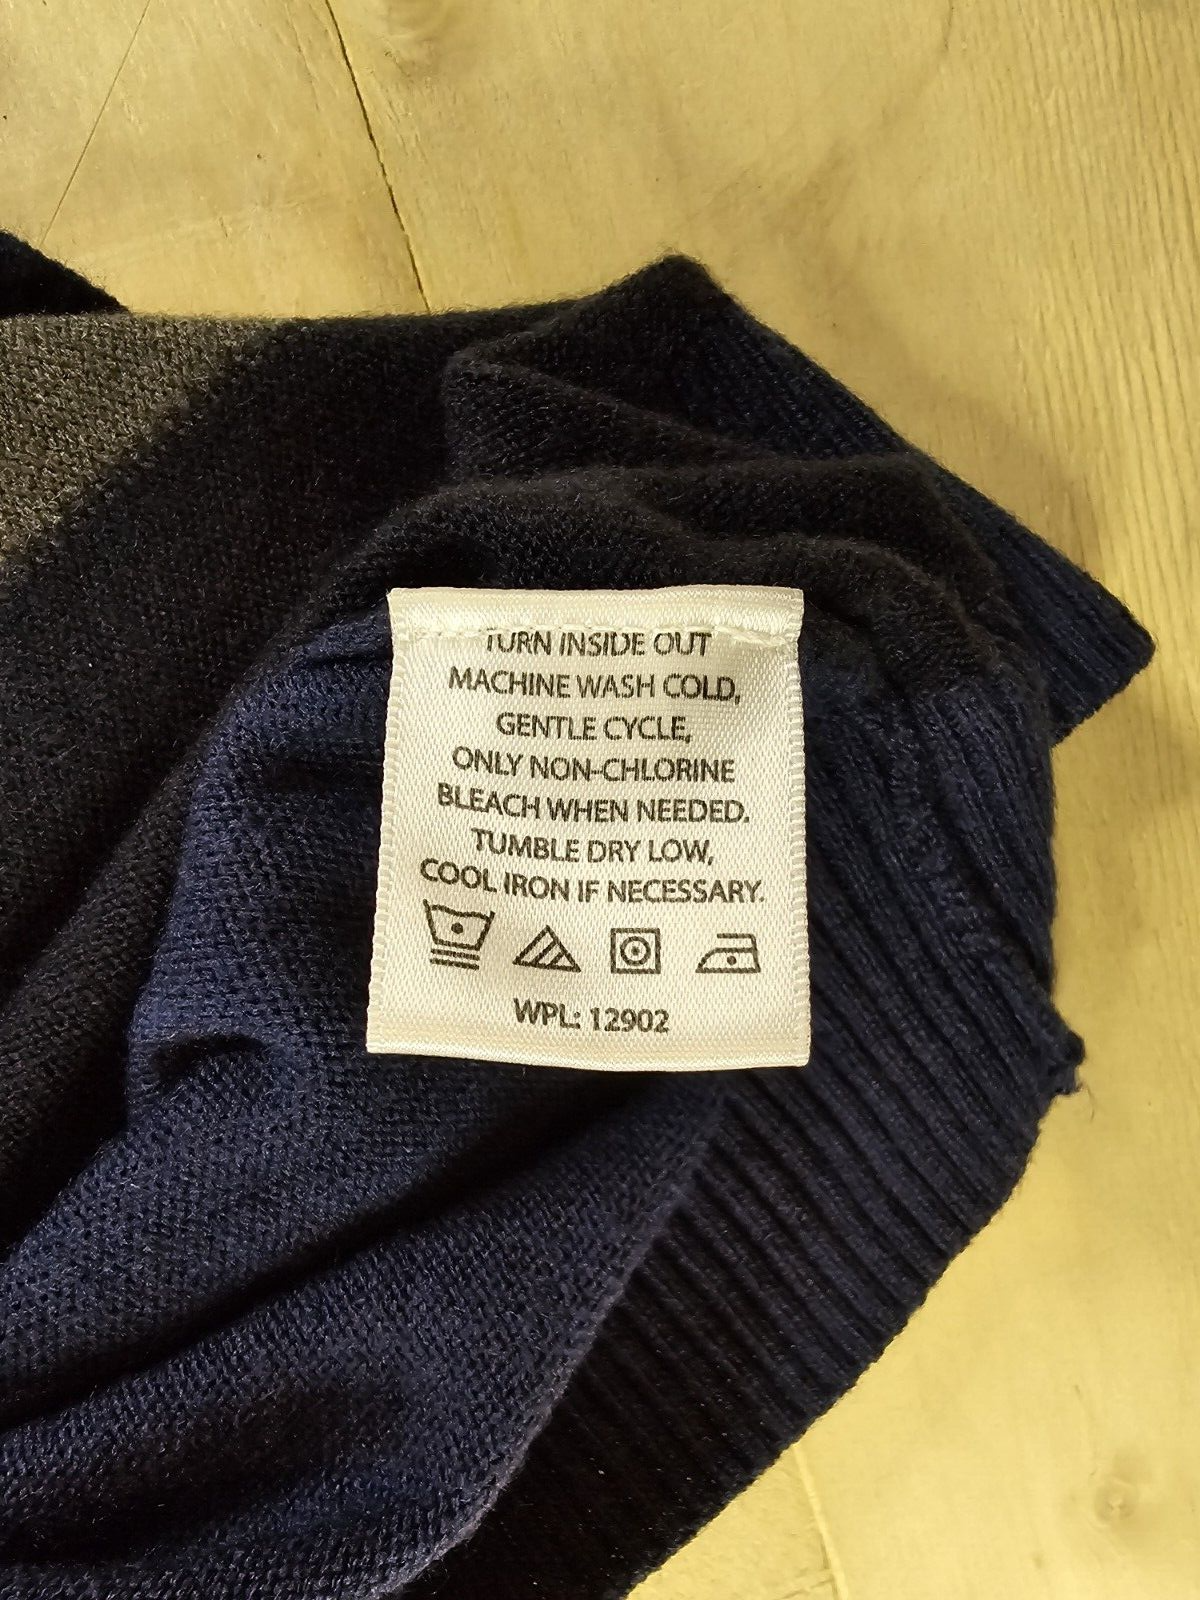 TURN INSIDE OUT
MACHINE WASH COLD,
GENTLE CYCLE,
ONLY NON-CHLORINE
BLEACH WHEN NEEDED.
TUMBLE DRY LOW,
COOL IRON IF NECESSARY.
WPL: 12902